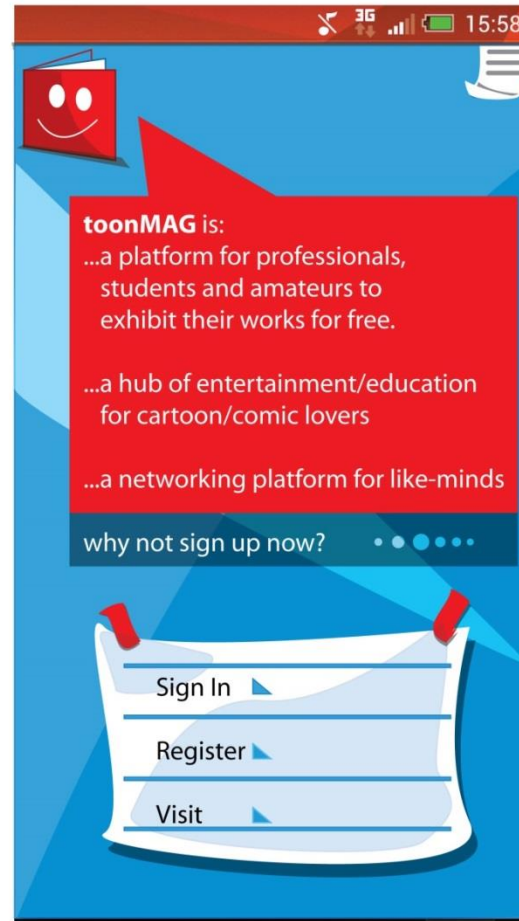 3G
15:58
toonMAG is:
...a platform for professionals,
students and amateurs to
exhibit their works for free.
...a hub of entertainment/education
for cartoon/comic lovers
...a networking platform for like-minds
why not sign up now?
Sign In
Register
Visit